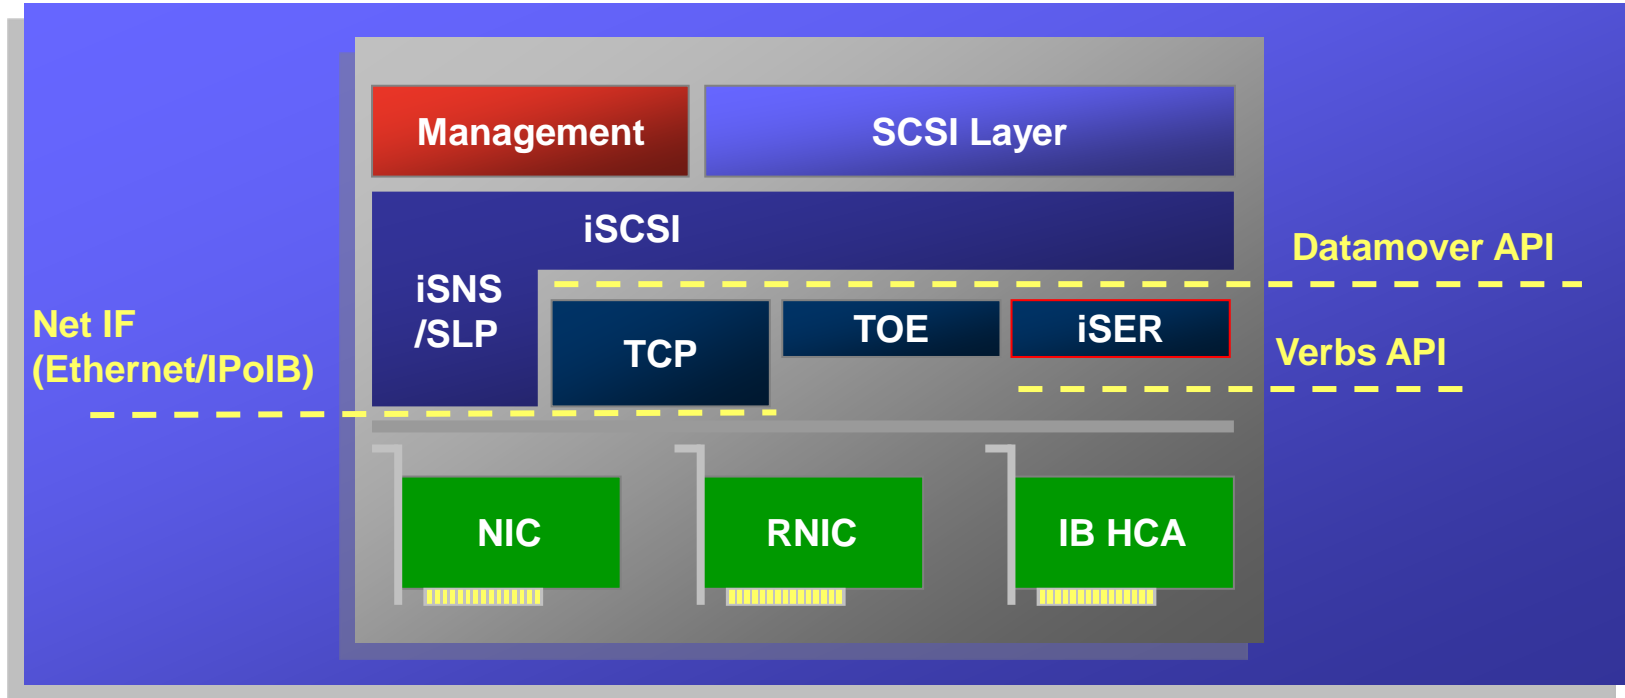 Management
SCSI Layer
iSCSI
Datamover API
iSNS
/SLP
Net IF
(Ethernet/IPoIB)
TCP
TOE
iSER
Verbs API
NIC
RNIC
IB HCA